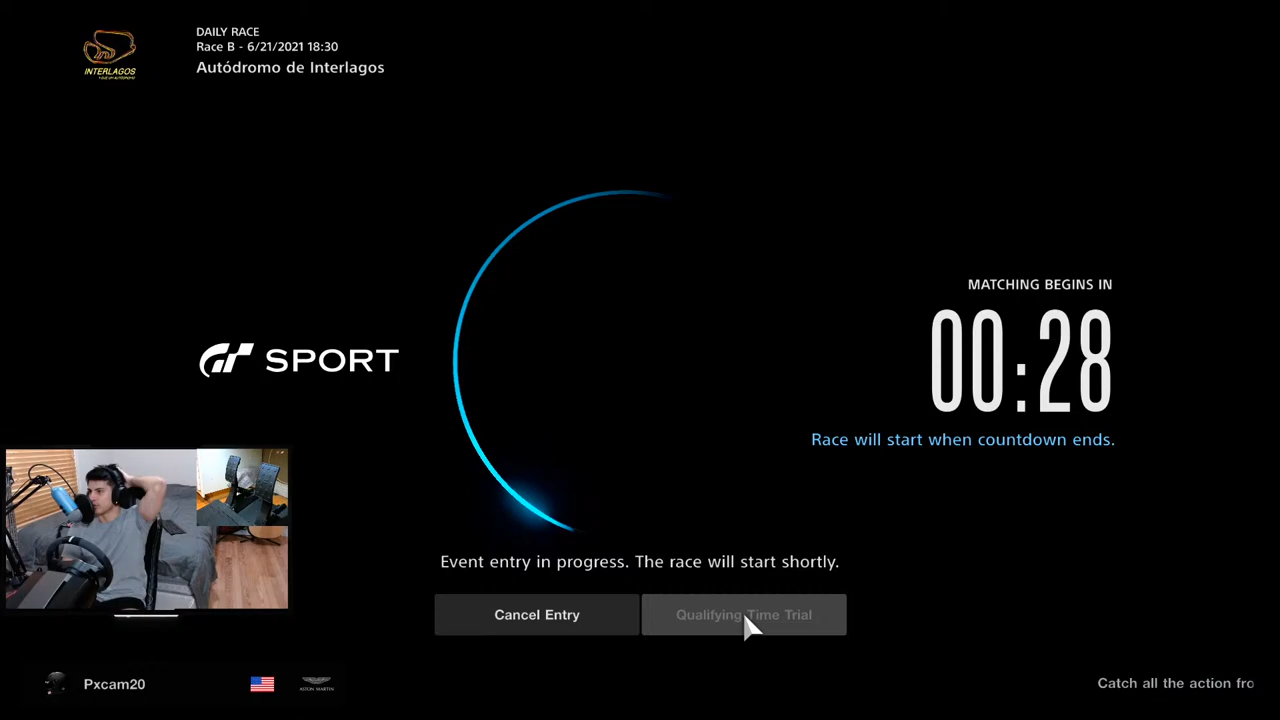 INTERLAGOS
DAILY RACE
Race B - 6/21/2021 18:30
Autódromo de Interlagos
SPORT
MATCHING BEGINS IN
00:28
Race will start when countdown ends.
Event entry in progress. The race will start shortly.
Cancel Entry
Qualifying Time Trial
Pxcam20
ASTON MARTIN
Catch all the action fro